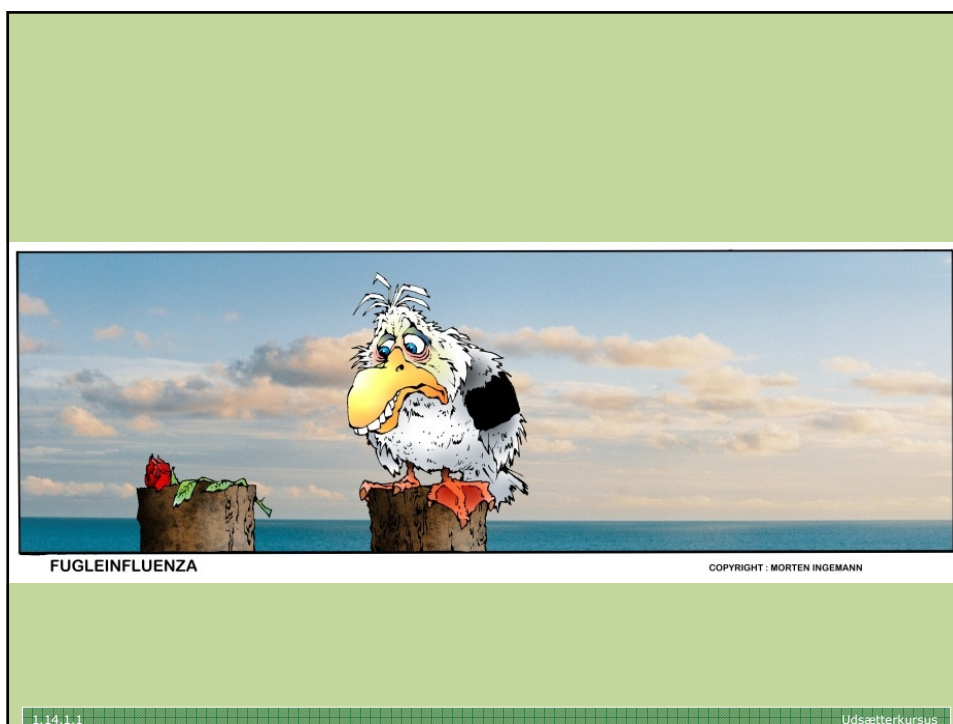 FUGLEINFLUENZA
COPYRIGHT : MORTEN INGEMANN
1.14.1.1
Udsætterkursus